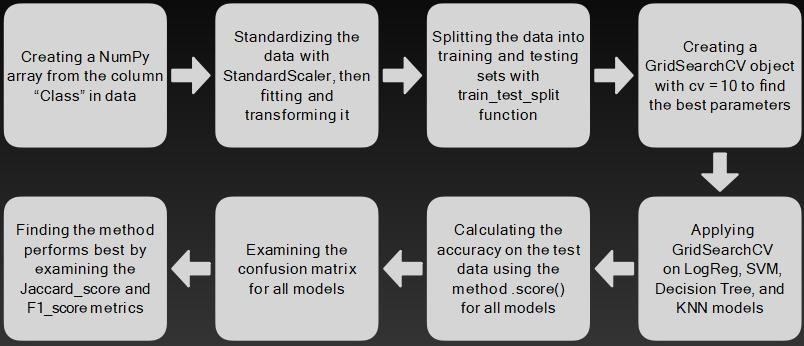 Creating a NumPy
array from the column
“Class” in data
Standardizing the
data with
StandardScaler, then
fitting and
transforming it
Splitting the data into
training and testing
sets with
train_test_split
function
Creating a
GridSearchCV object
with cv = 10 to find
the best parameters
Applying
GridSearchCV
on LogReg, SVM,
Decision Tree, and
KNN models
Calculating the
accuracy on the test
data using the
method .score()
for all models
Examining the
confusion matrix
for all models
Finding the method
performs best by
examining the
Jaccard_score and
F1_score metrics